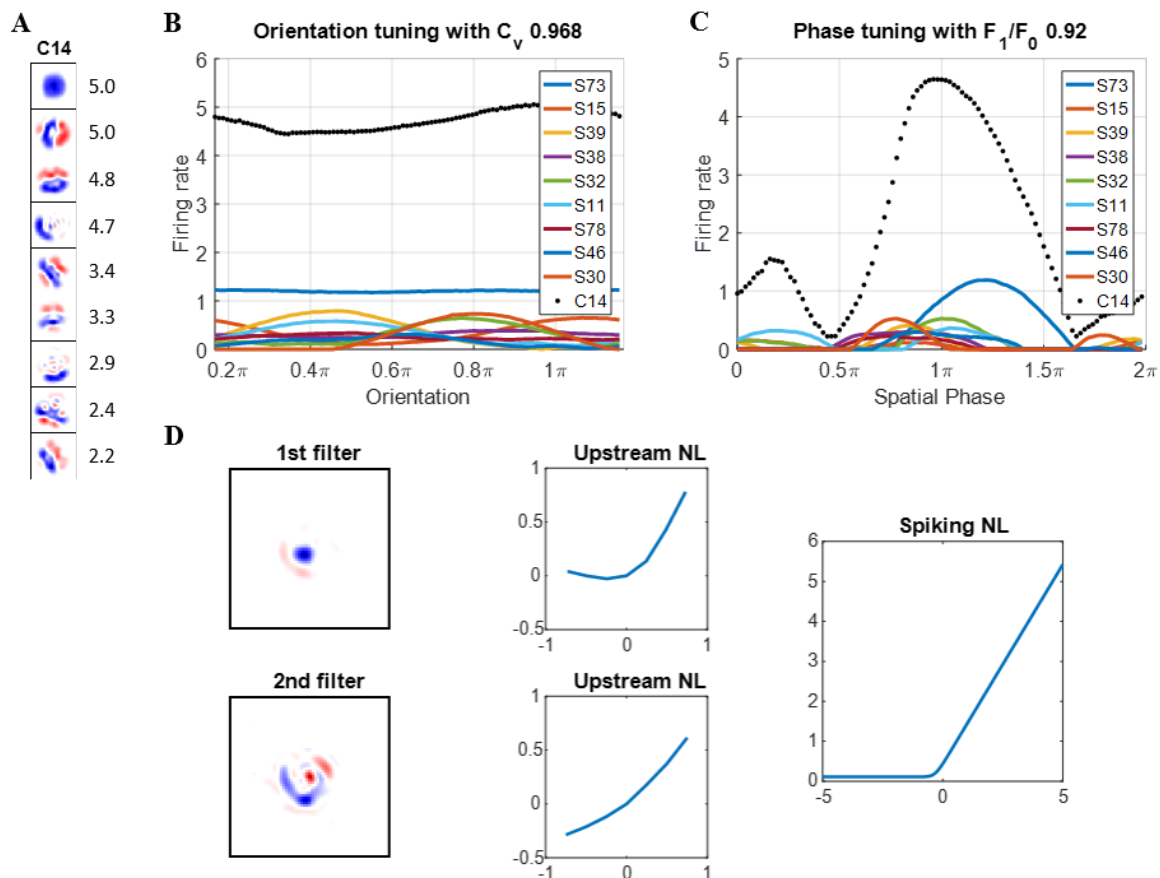 A
C14
5.0
5.0
4.8
4.7
3.4
3.3
2.9
2.4
2.2
B
Orientation tuning with Cv 0.968
Firing rate
6
5
4
3
2
1
0
0.2π 0.4π 0.6π 0.8π 1π
Orientation
S73
S15
S39
S38
S32
S11
S78
S46
S30
C14
C
Phase tuning with F1/F0 0.92
Firing rate
5
4
3
2
1
0
0 0.5π 1π 1.5π 2π
Spatial Phase
S73
S15
S39
S38
S32
S11
S78
S46
S30
C14
D
1st filter
Upstream NL
1
0.5
0
-0.5
-1 0 1
2nd filter
Upstream NL
1
0.5
0
-0.5
-1 0 1
Spiking NL
6
5
4
3
2
1
0
-5 0 5